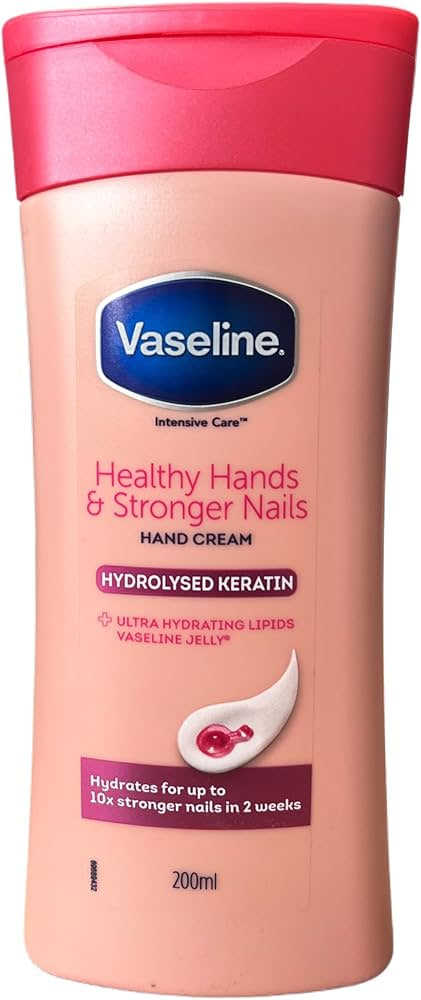 Vaseline.
Intensive Care™
Healthy Hands
& Stronger Nails
HAND CREAM
HYDROLYSED KERATIN
+ ULTRA HYDRATING LIPIDS
VASELINE JELLY®
Hydrates for up to
10x stronger nails in 2 weeks
200ml